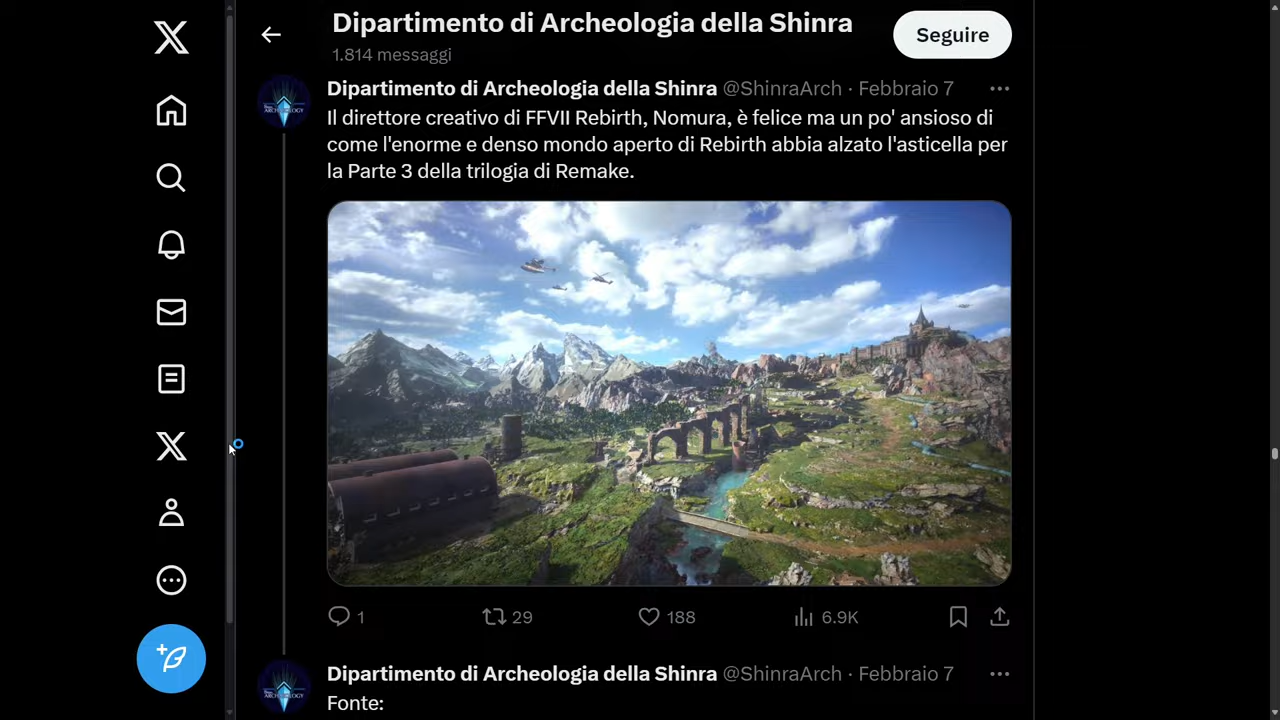 Dipartimento di Archeologia della Shinra
1.814 messaggi
Seguire
Dipartimento di Archeologia della Shinra @ShinraArch · Febbraio 7
Il direttore creativo di FFVII Rebirth, Nomura, è felice ma un po' ansioso di
come l'enorme e denso mondo aperto di Rebirth abbia alzato l'asticella per
la Parte 3 della trilogia di Remake.
1
29
188
6.9K
Dipartimento di Archeologia della Shinra @ShinraArch · Febbraio 7
Fonte: